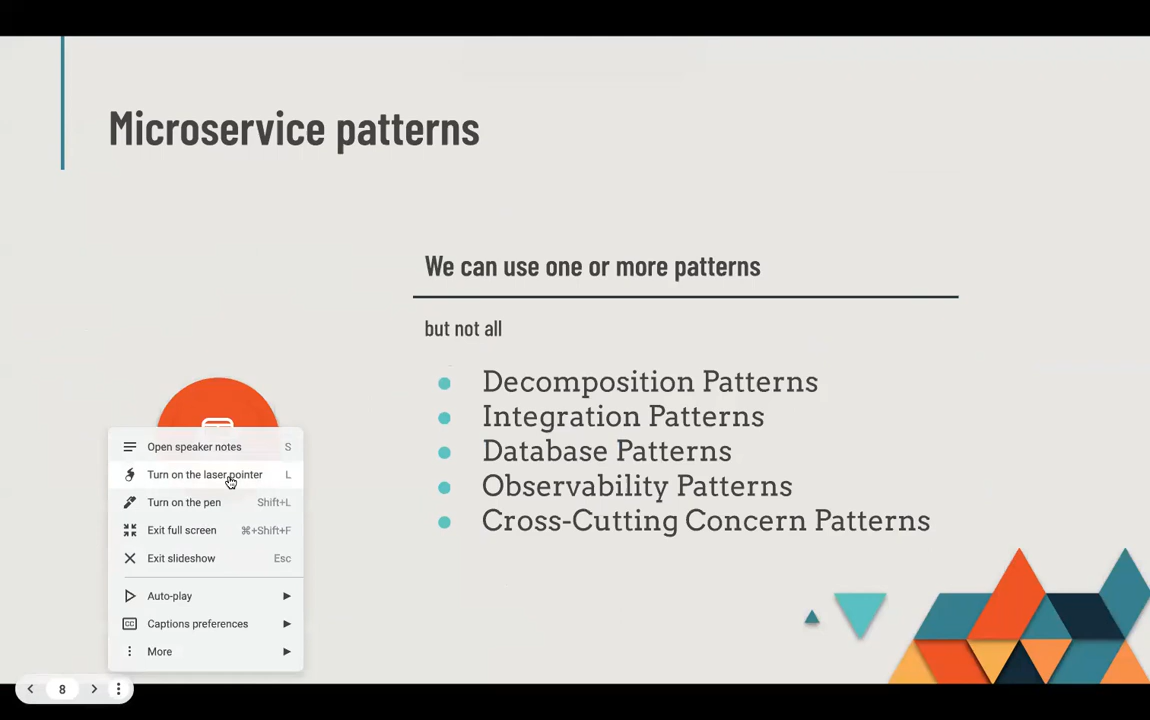 Microservice patterns
We can use one or more patterns
but not all
Decomposition Patterns
Integration Patterns
Database Patterns
Observability Patterns
Cross-Cutting Concern Patterns
Open speaker notes S
Turn on the laser pointer L
Turn on the pen Shift+L
Exit full screen ⌘+Shift+F
Exit slideshow Esc
Auto-play
CC Captions preferences
More
8